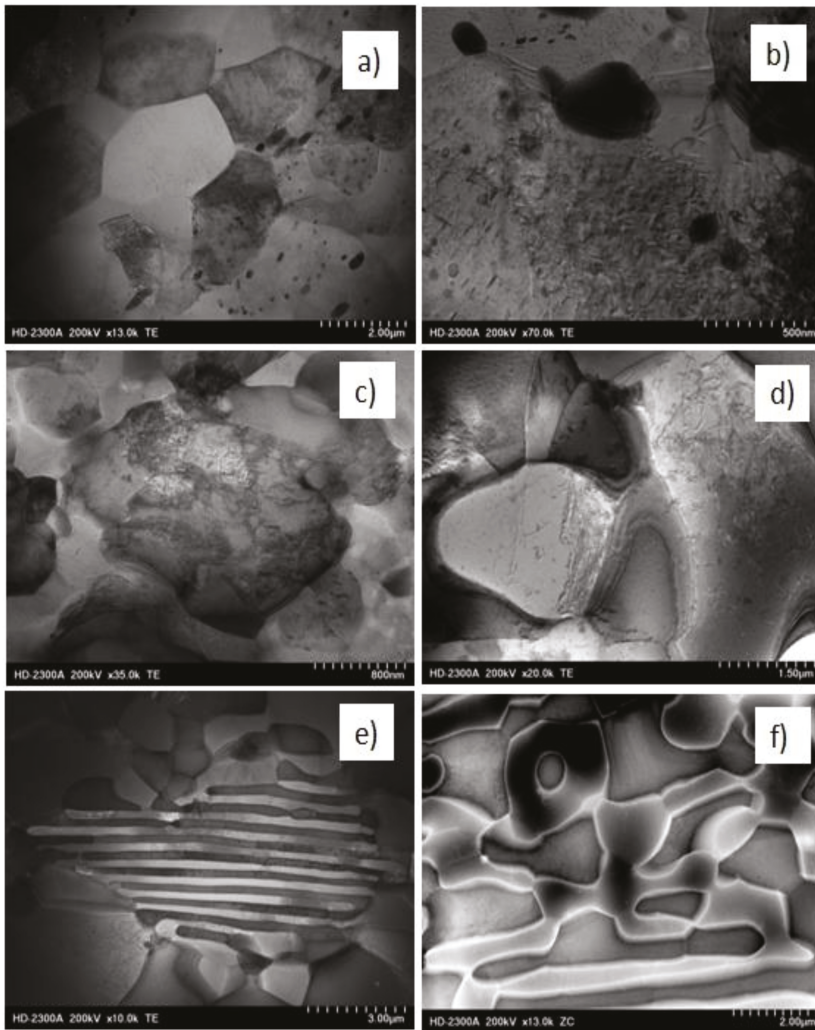 a)
HD-2300A 200kV x13.0k TE 2.00µm
b)
HD-2300A 200kV x70.0k TE 500nm
c)
HD-2300A 200kV x35.0k TE 800nm
d)
HD-2300A 200kV x20.0k TE 1.50µm
e)
HD-2300A 200kV x10.0k TE 3.00µm
f)
HD-2300A 200kV x13.0k ZC 2.00µm